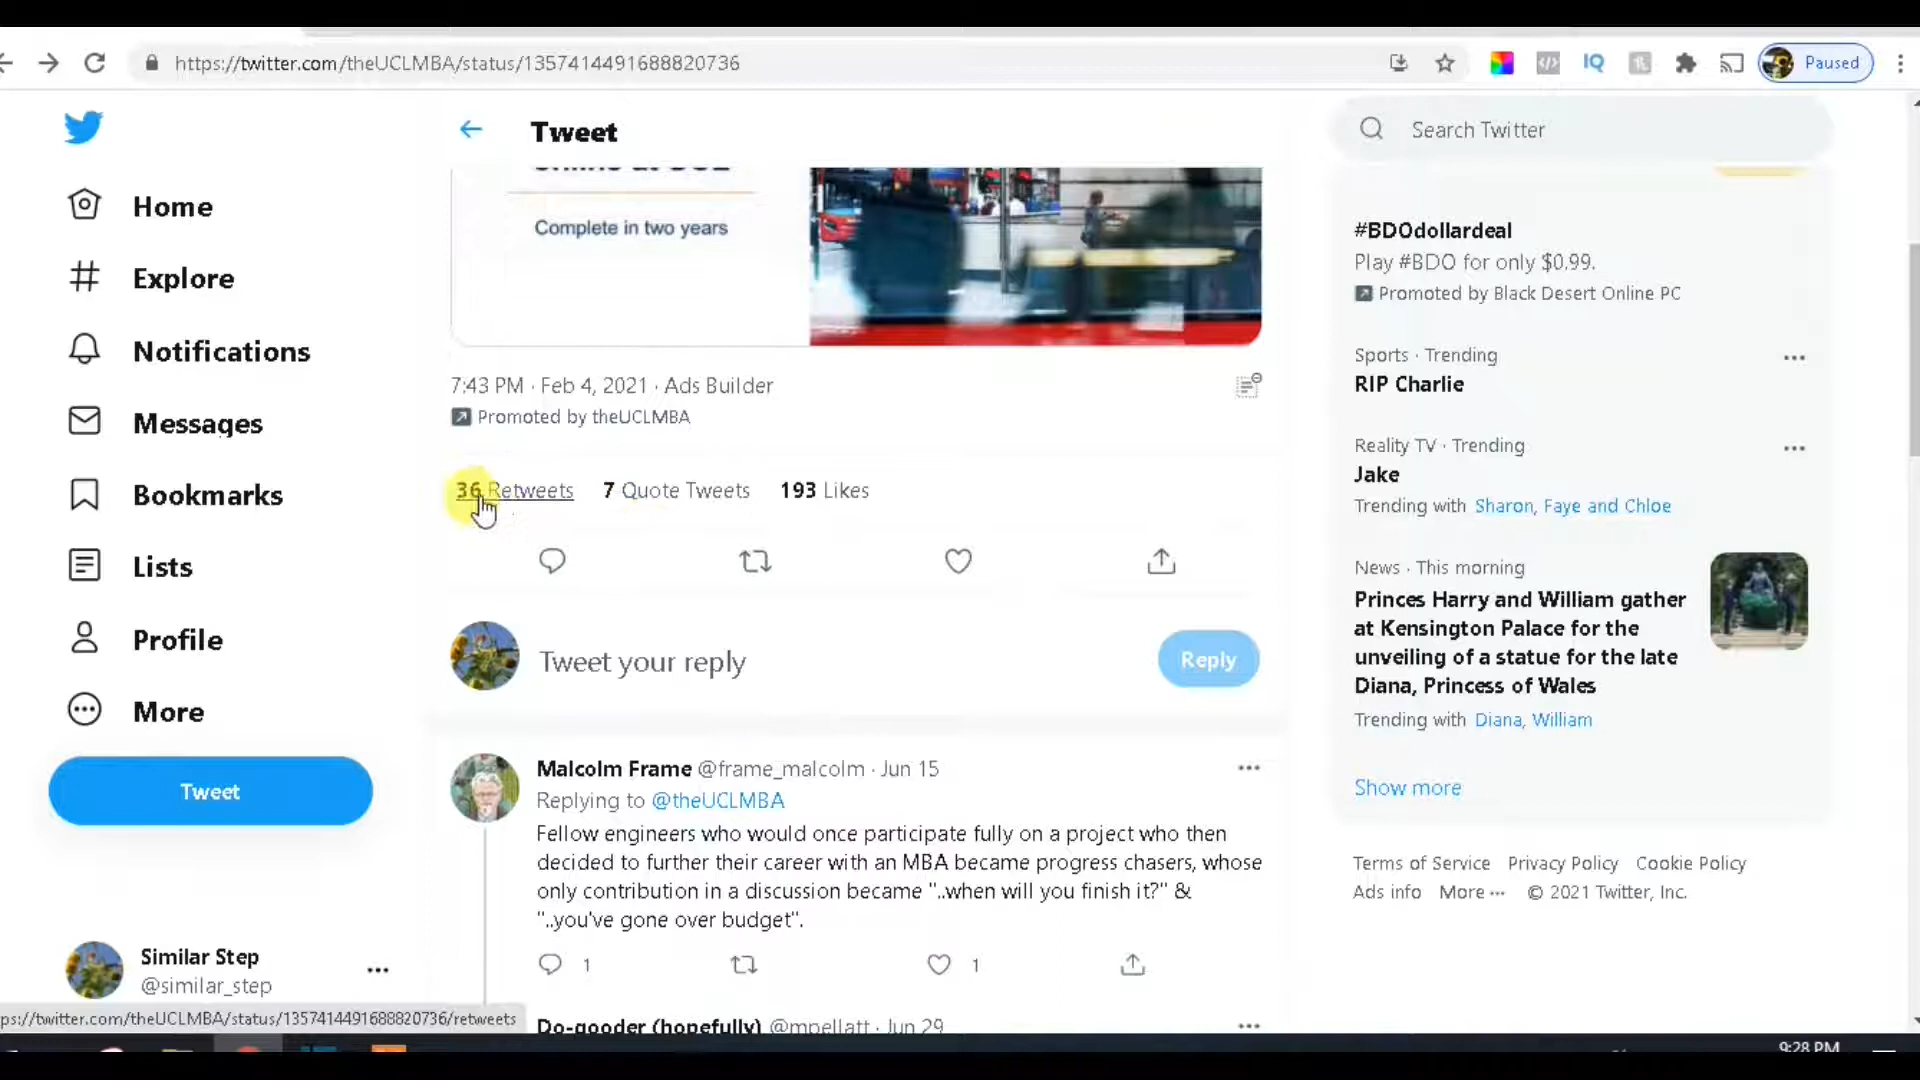 https://twitter.com/theUCLMBA/status/1357414491688820736
Paused
Home
Explore
Notifications
Messages
Bookmarks
Lists
Profile
More
Tweet
Similar Step
@similar_step
ps://twitter.com/theUCLMBA/status/1357414491688820736/retweets
Tweet
Complete in two years
7:43 PM · Feb 4, 2021 · Ads Builder
Promoted by theUCLMBA
36 Retweets 7 Quote Tweets 193 Likes
Tweet your reply
Reply
Malcolm Frame @frame_malcolm · Jun 15
Replying to @theUCLMBA
Fellow engineers who would once participate fully on a project who then
decided to further their career with an MBA became progress chasers, whose
only contribution in a discussion became "..when will you finish it?" &
"..you've gone over budget".
1 1
Do-gooder (hopefully) @mpellatt · Jun 29
Search Twitter
#BDOdollardeal
Play #BDO for only $0.99.
Promoted by Black Desert Online PC
Sports · Trending
RIP Charlie
Reality TV · Trending
Jake
Trending with Sharon, Faye and Chloe
News · This morning
Princes Harry and William gather
at Kensington Palace for the
unveiling of a statue for the late
Diana, Princess of Wales
Trending with Diana, William
Show more
Terms of Service Privacy Policy Cookie Policy
Ads info More ··· © 2021 Twitter, Inc.
9:28 PM